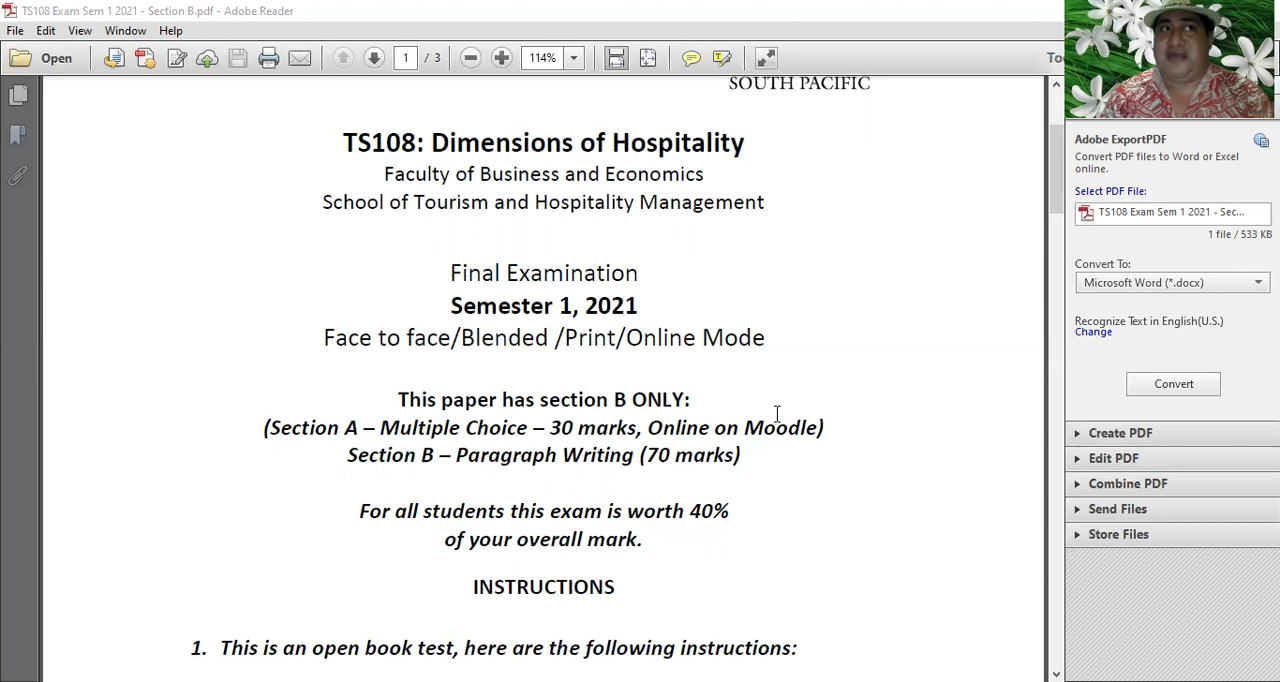 TS108 Exam Sem 1 2021 - Section B.pdf - Adobe Reader
File Edit View Window Help
Open 1 / 3 114%
SOUTH PACIFIC
TS108: Dimensions of Hospitality
Faculty of Business and Economics
School of Tourism and Hospitality Management
Final Examination
Semester 1, 2021
Face to face/Blended /Print/Online Mode
This paper has section B ONLY:
(Section A – Multiple Choice – 30 marks, Online on Moodle)
Section B – Paragraph Writing (70 marks)
For all students this exam is worth 40%
of your overall mark.
INSTRUCTIONS
1. This is an open book test, here are the following instructions:
Adobe ExportPDF
Convert PDF files to Word or Excel
online.
Select PDF File:
TS108 Exam Sem 1 2021 - Sec...
1 file / 533 KB
Convert To:
Microsoft Word (*.docx)
Recognize Text in English(U.S.)
Change
Convert
Create PDF
Edit PDF
Combine PDF
Send Files
Store Files